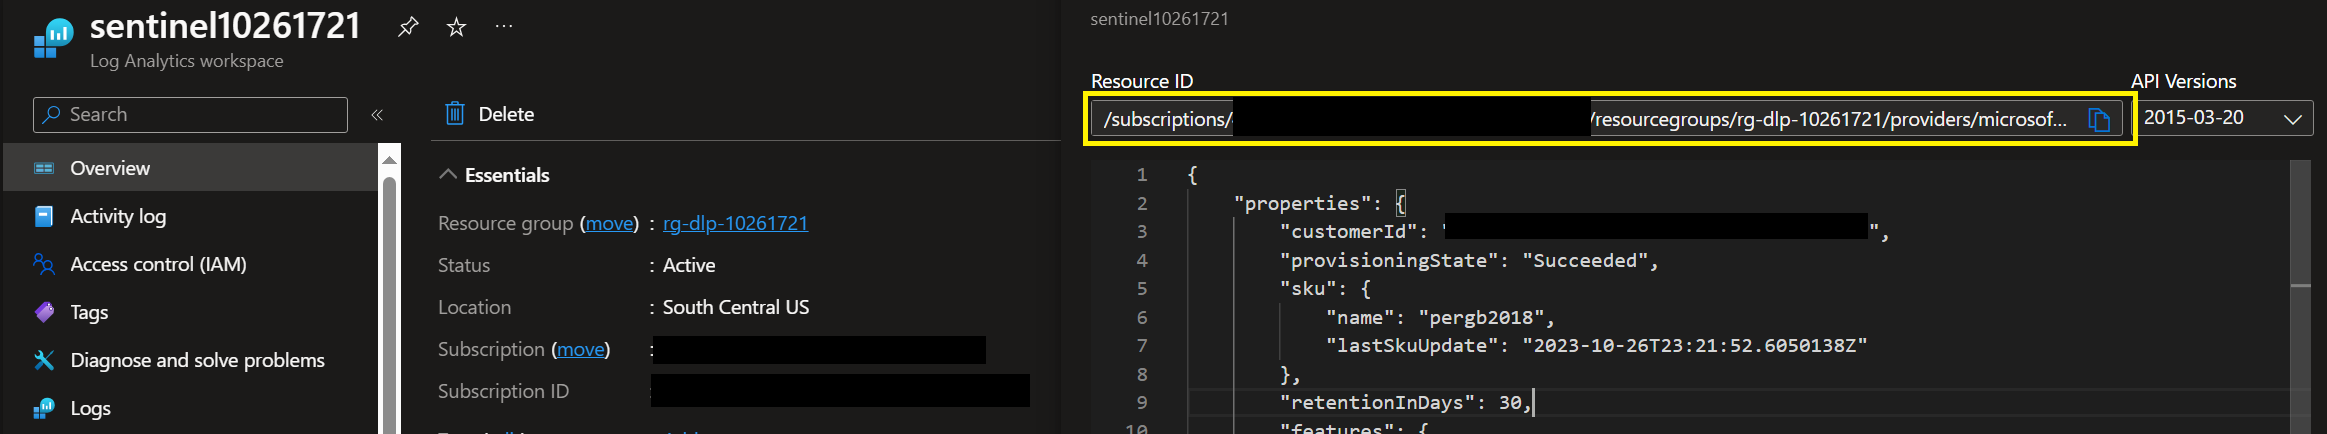 sentinel10261721
Log Analytics workspace
Search
«
Overview
Activity log
Access control (IAM)
Tags
Diagnose and solve problems
Logs
Delete
Essentials
Resource group (move) : rg-dlp-10261721
Status : Active
Location : South Central US
Subscription (move) :
Subscription ID
sentinel10261721
Resource ID
/subscriptions/ /resourcegroups/rg-dlp-10261721/providers/microsof...
API Versions
2015-03-20
1 {
2 "properties": {
3 "customerId": " ",
4 "provisioningState": "Succeeded",
5 "sku": {
6 "name": "pergb2018",
7 "lastSkuUpdate": "2023-10-26T23:21:52.6050138Z"
8 },
9 "retentionInDays": 30,
10 "features": {